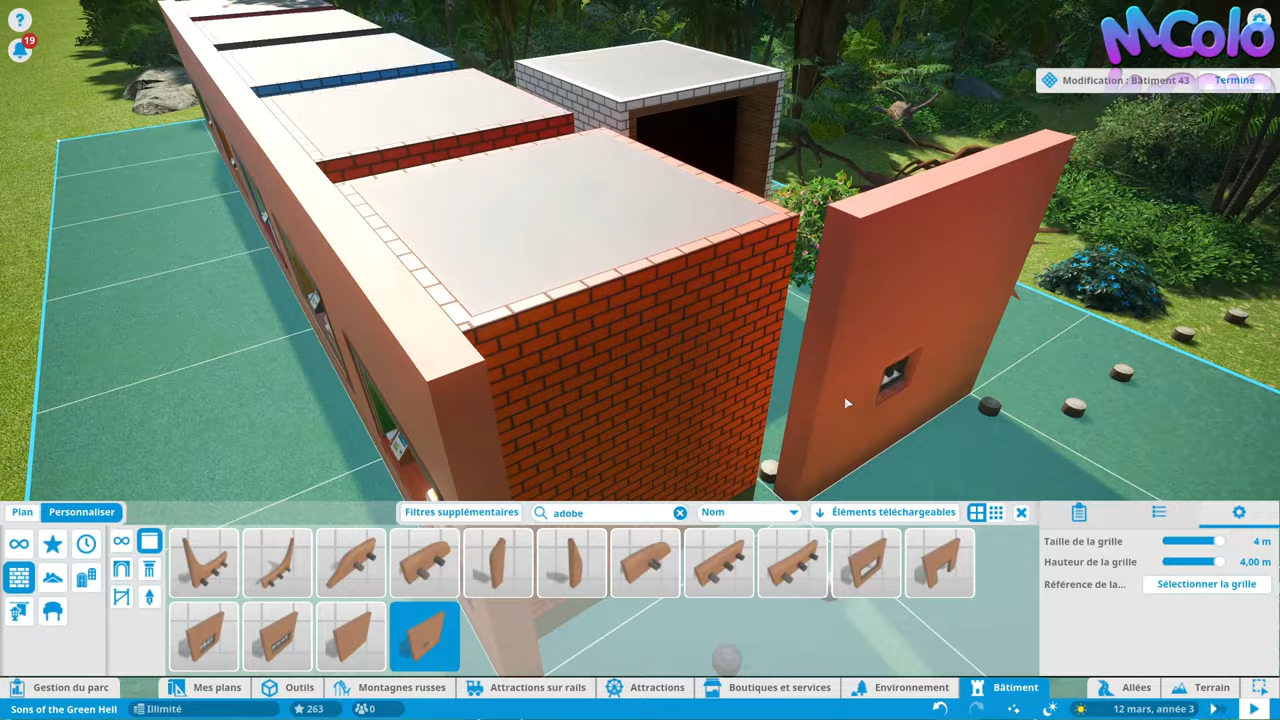 ?
19
MColo
Modification : Bâtiment 43
Terminé
Plan
Personnaliser
Filtres supplémentaires
adobe
Nom
Éléments téléchargeables
Taille de la grille
4 m
Hauteur de la grille
4,00 m
Référence de la...
Sélectionner la grille
Gestion du parc
Mes plans
Outils
Montagnes russes
Attractions sur rails
Attractions
Boutiques et services
Environnement
Bâtiment
Allées
Terrain
Sons of the Green Hell
Illimité
263
0
12 mars, année 3